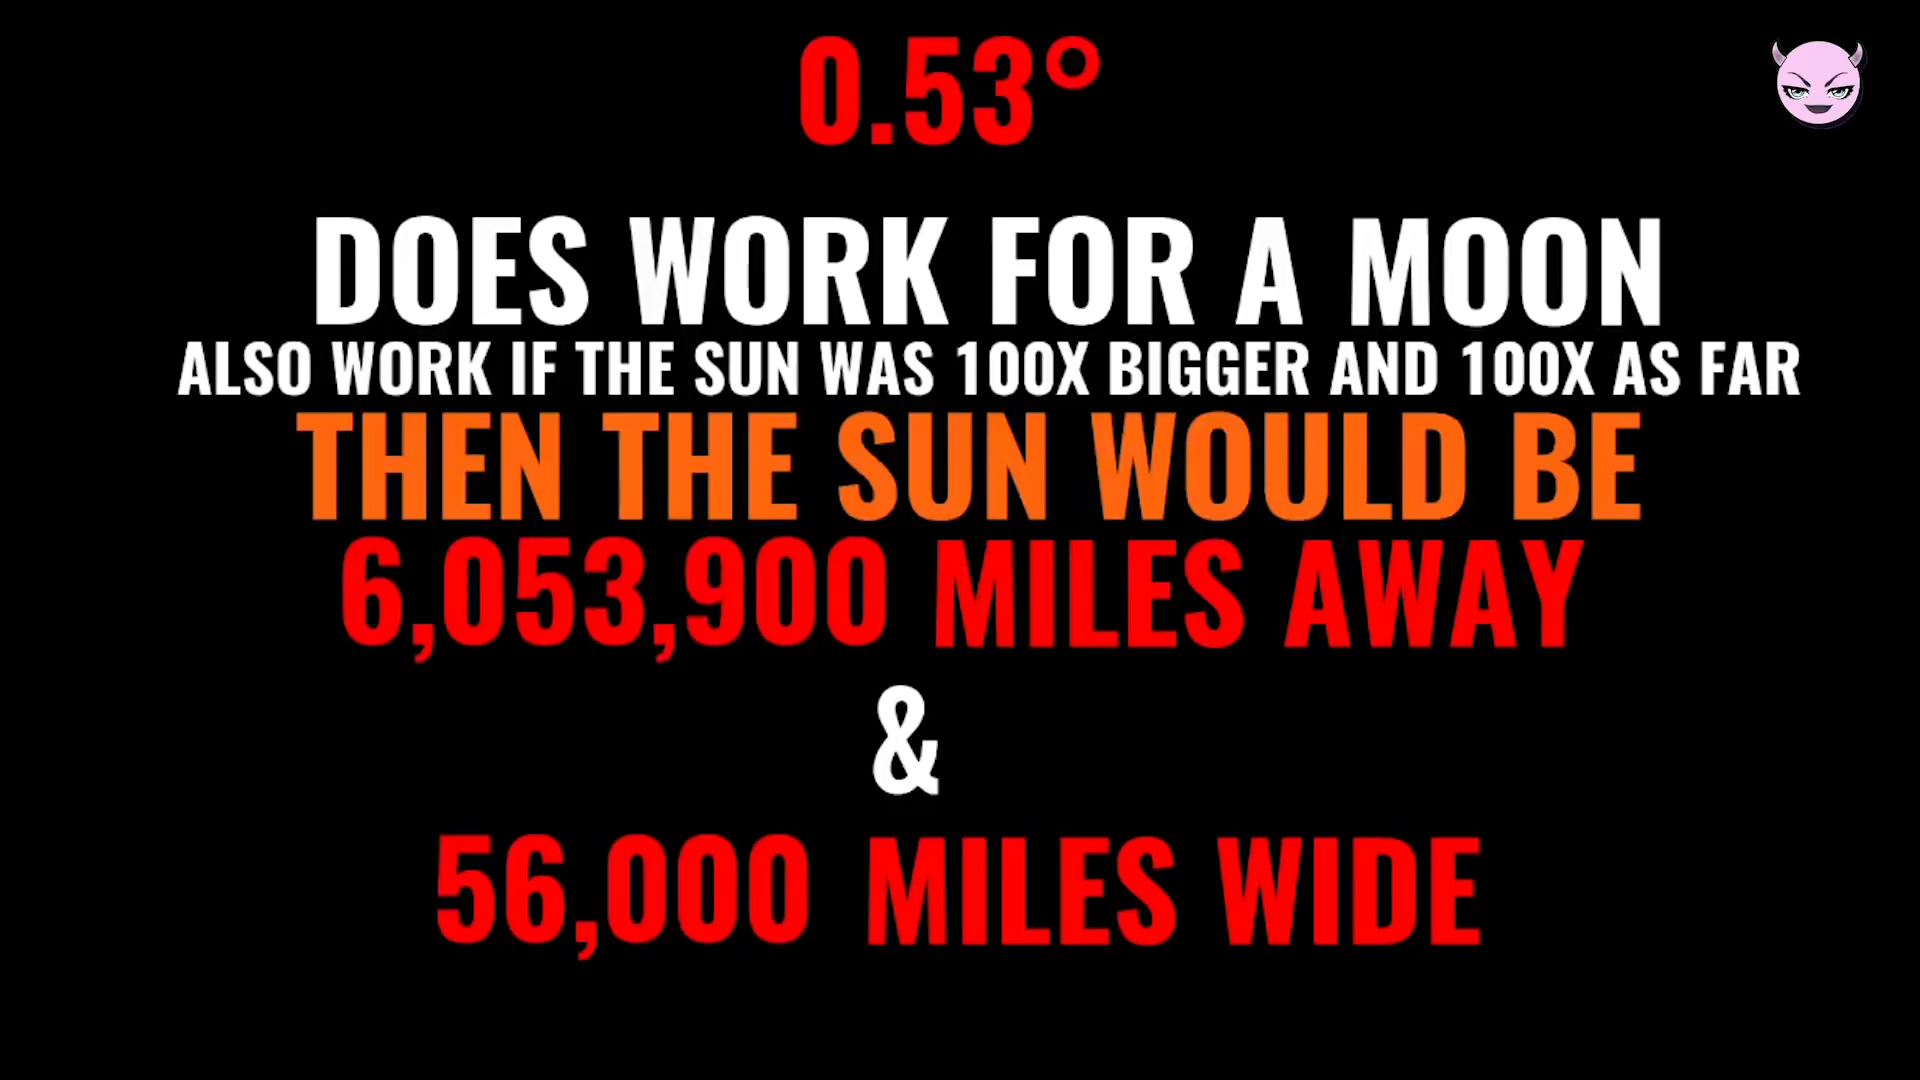 0.53°
DOES WORK FOR A MOON
ALSO WORK IF THE SUN WAS 100X BIGGER AND 100X AS FAR
THEN THE SUN WOULD BE
6,053,900 MILES AWAY
&
56,000 MILES WIDE